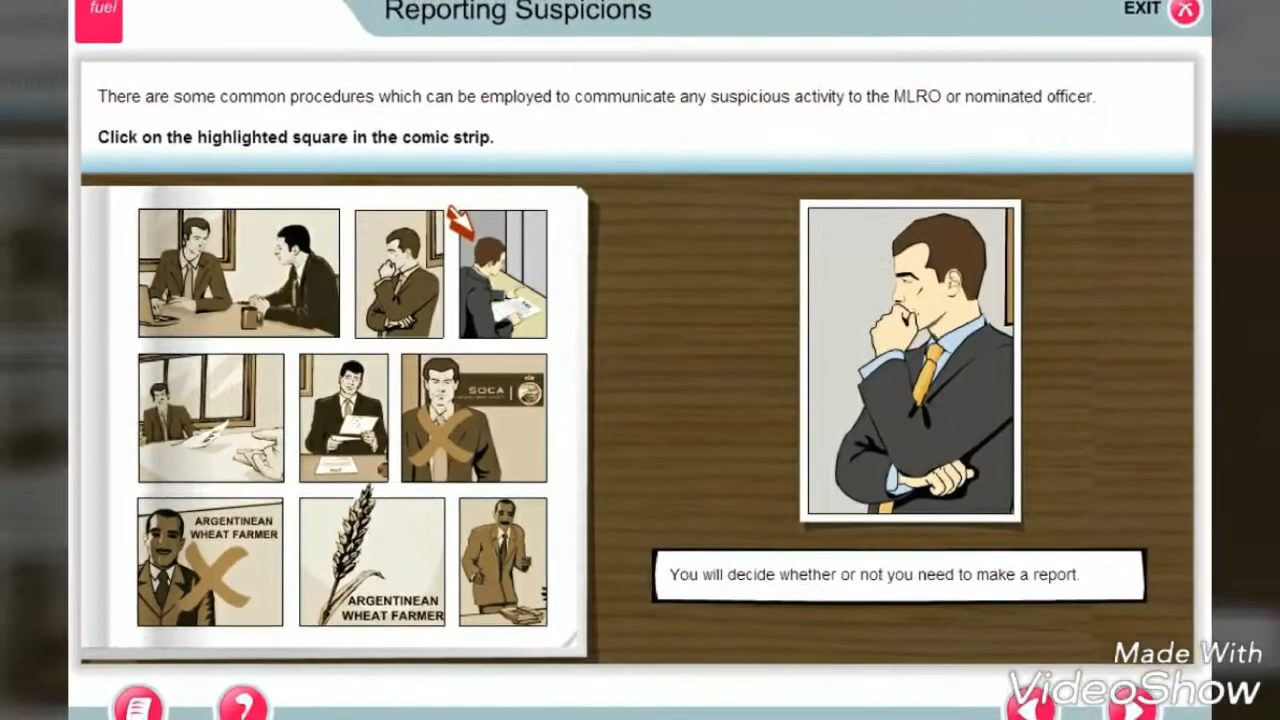 fuel
Reporting Suspicions
EXIT
There are some common procedures which can be employed to communicate any suspicious activity to the MLRO or nominated officer.
Click on the highlighted square in the comic strip.
SOCA
ARGENTINEAN
WHEAT FARMER
ARGENTINEAN
WHEAT FARMER
You will decide whether or not you need to make a report.
Made With
VideoShow